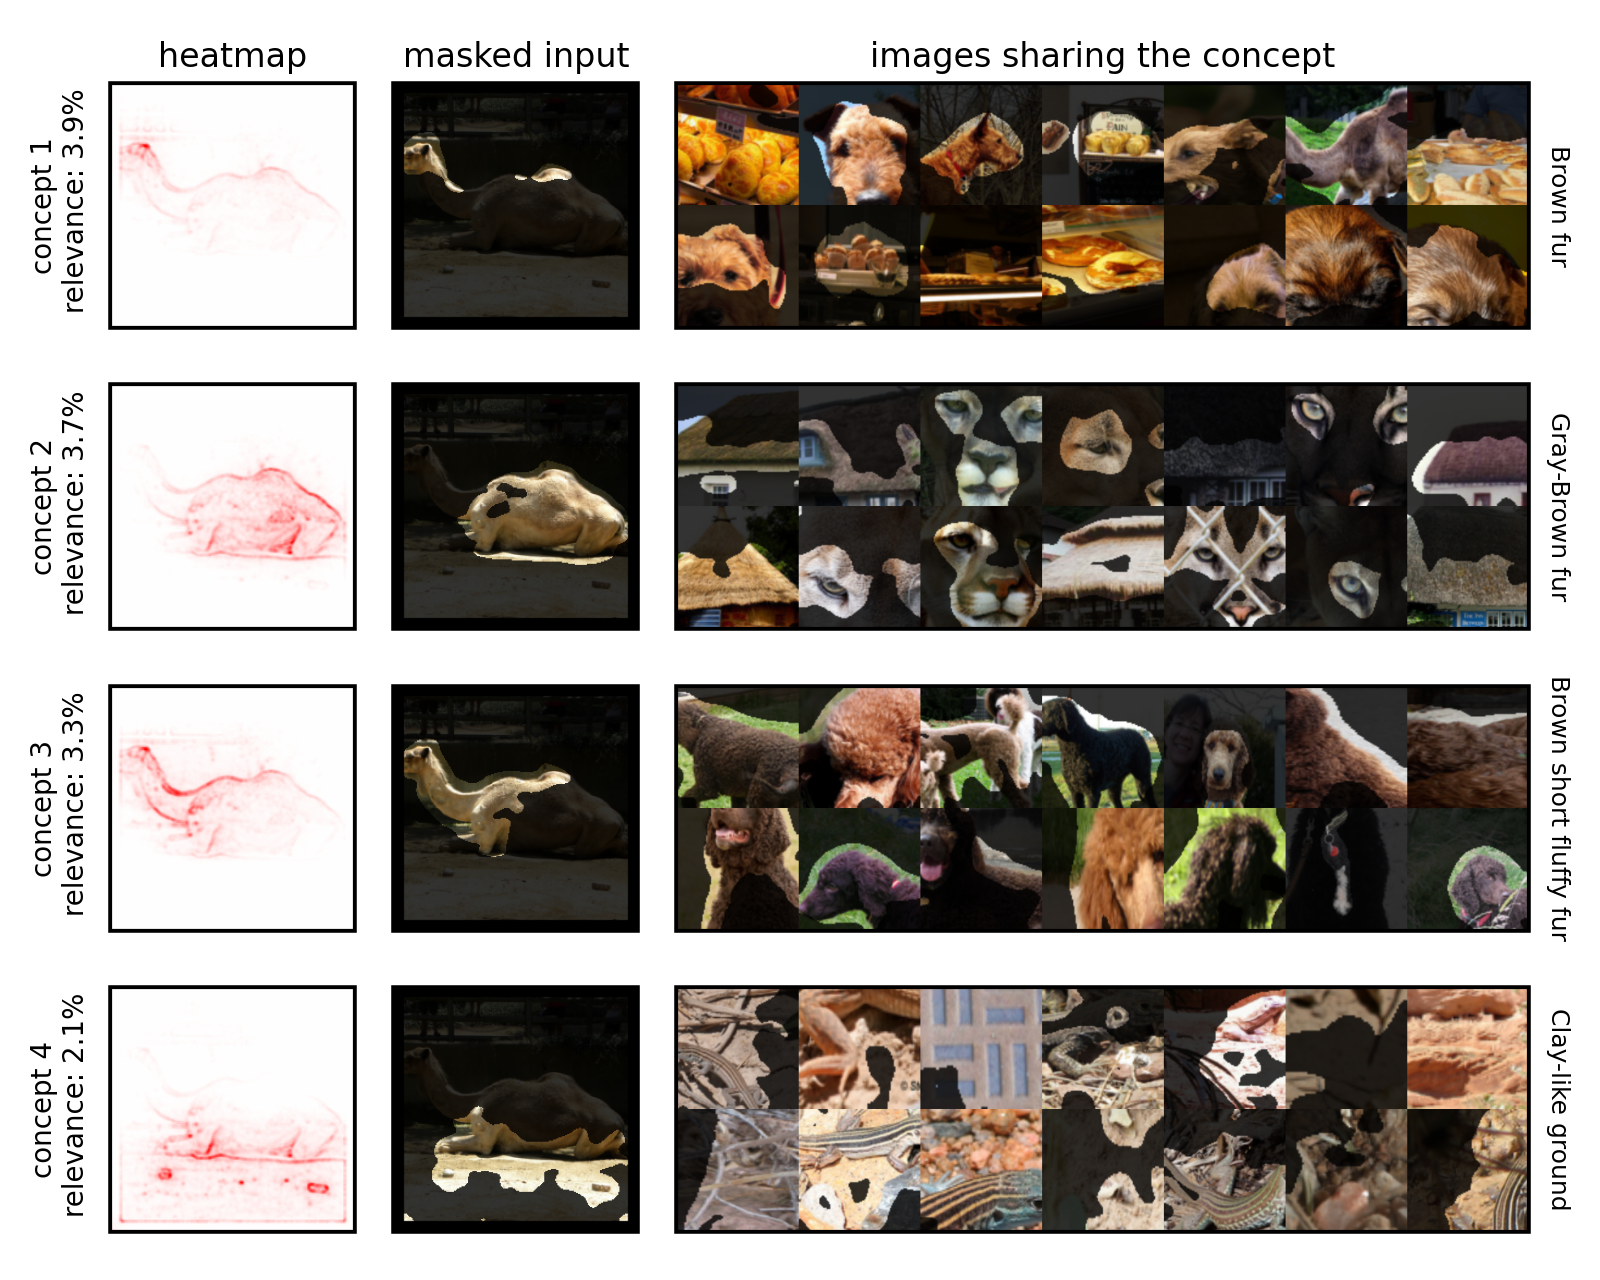 heatmap masked input images sharing the concept
concept 1
relevance: 3.9%
PAIN
Brown fur
concept 2
relevance: 3.7%
Gray-Brown fur
concept 3
relevance: 3.3%
Brown short fluffy fur
concept 4
relevance: 2.1%
© Sh
Clay-like ground